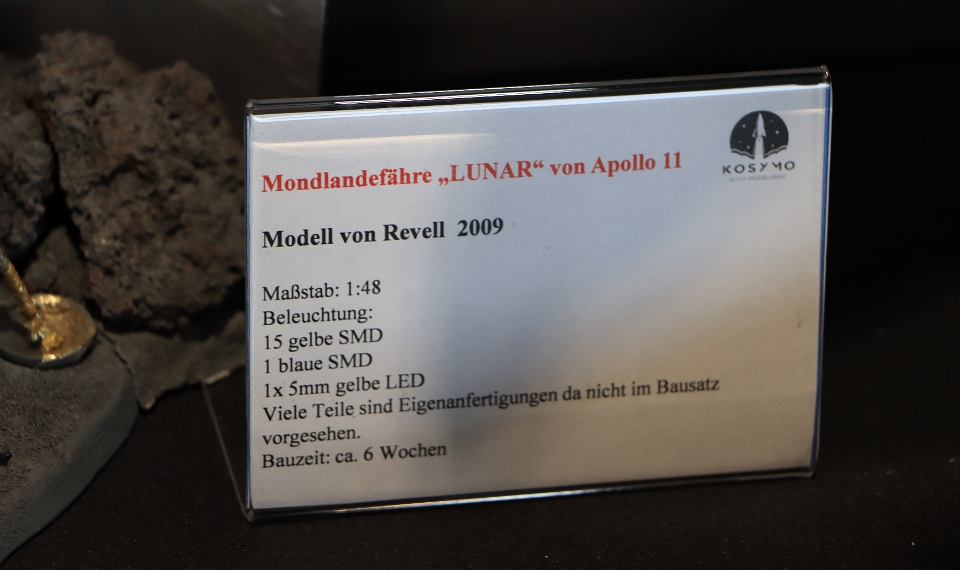 Mondlandefähre „LUNAR“ von Apollo 11
KOSYMO
Modell von Revell 2009
Maßstab: 1:48
Beleuchtung:
15 gelbe SMD
1 blaue SMD
1x 5mm gelbe LED
Viele Teile sind Eigenanfertigungen da nicht im Bausatz
vorgesehen.
Bauzeit: ca. 6 Wochen